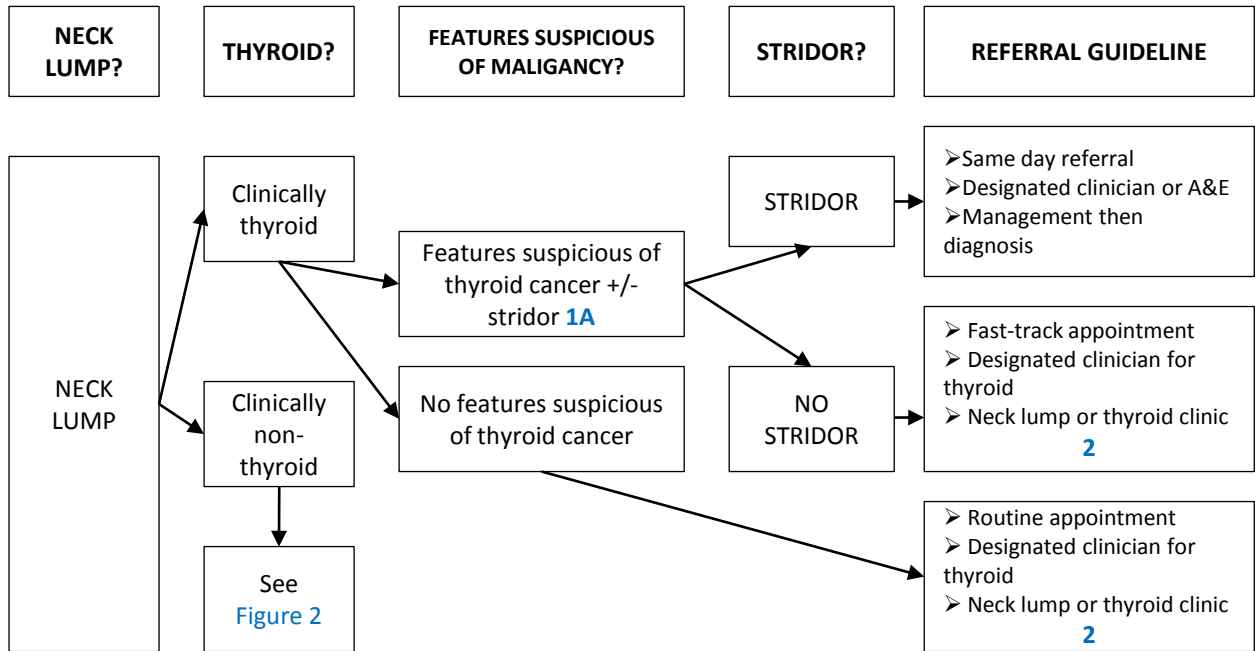 NECK
LUMP?
THYROID?
FEATURES SUSPICIOUS
OF MALIGANCY?
STRIDOR?
REFERRAL GUIDELINE
NECK
LUMP
Clinically
thyroid
Clinically
non-
thyroid
See
Figure 2
Features suspicious of
thyroid cancer +/-
stridor 1A
No features suspicious
of thyroid cancer
STRIDOR
NO
STRIDOR
➢Same day referral
➢Designated clinician or A&E
➢Management then
diagnosis
➢ Fast-track appointment
➢ Designated clinician for
thyroid
➢ Neck lump or thyroid clinic
2
➢ Routine appointment
➢ Designated clinician for
thyroid
➢ Neck lump or thyroid clinic
2